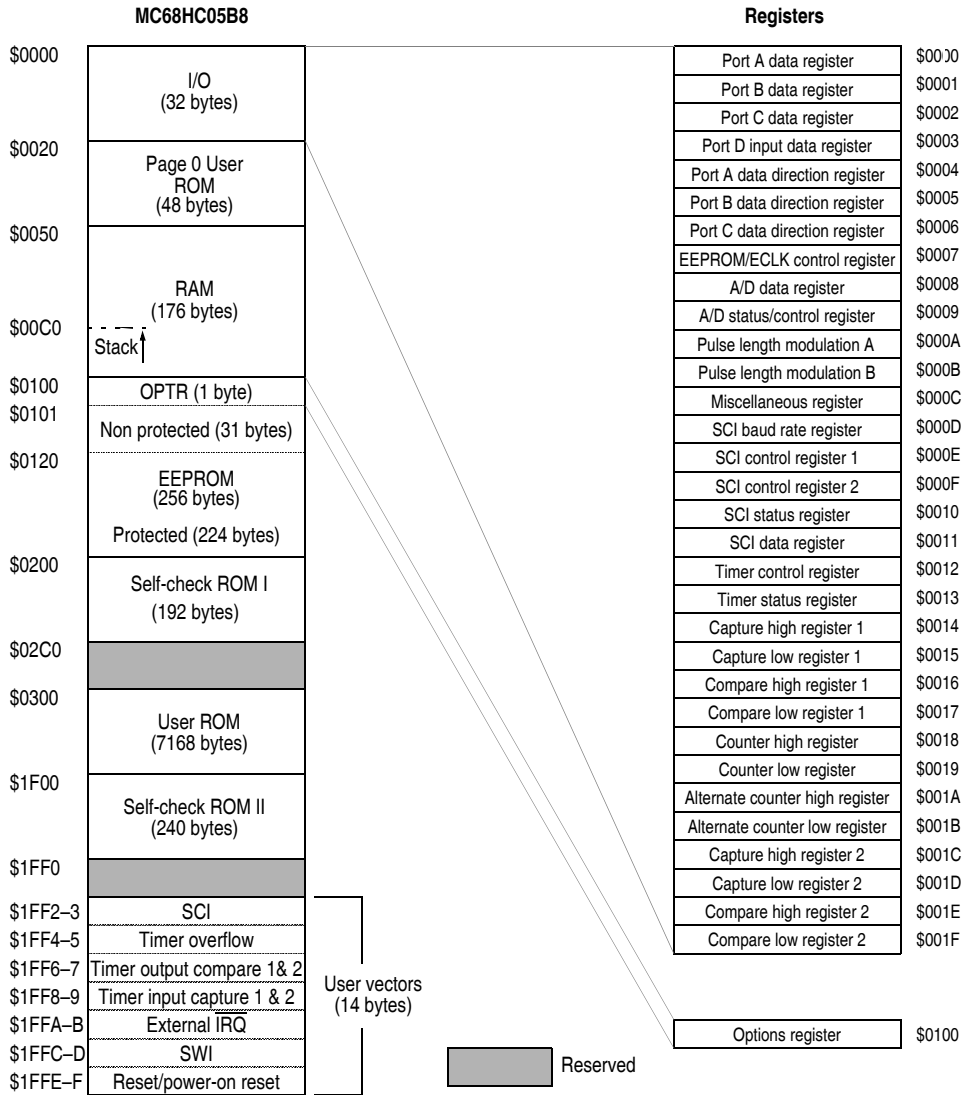 MC68HC05B8
$0000
I/O
(32 bytes)
$0020
Page 0 User
ROM
(48 bytes)
$0050
RAM
(176 bytes)
$00C0
Stack
$0100
OPTR (1 byte)
$0101
Non protected (31 bytes)
$0120
EEPROM
(256 bytes)
Protected (224 bytes)
$0200
Self-check ROM I
(192 bytes)
$02C0
$0300
User ROM
(7168 bytes)
$1F00
Self-check ROM II
(240 bytes)
$1FF0
$1FF2–3 SCI
$1FF4–5 Timer overflow
$1FF6–7 Timer output compare 1& 2
$1FF8–9 Timer input capture 1 & 2
$1FFA–B External IRQ
$1FFC–D SWI
$1FFE–F Reset/power-on reset
User vectors
(14 bytes)
Reserved
Registers
Port A data register $0000
Port B data register $0001
Port C data register $0002
Port D input data register $0003
Port A data direction register $0004
Port B data direction register $0005
Port C data direction register $0006
EEPROM/ECLK control register $0007
A/D data register $0008
A/D status/control register $0009
Pulse length modulation A $000A
Pulse length modulation B $000B
Miscellaneous register $000C
SCI baud rate register $000D
SCI control register 1 $000E
SCI control register 2 $000F
SCI status register $0010
SCI data register $0011
Timer control register $0012
Timer status register $0013
Capture high register 1 $0014
Capture low register 1 $0015
Compare high register 1 $0016
Compare low register 1 $0017
Counter high register $0018
Counter low register $0019
Alternate counter high register $001A
Alternate counter low register $001B
Capture high register 2 $001C
Capture low register 2 $001D
Compare high register 2 $001E
Compare low register 2 $001F
Options register $0100